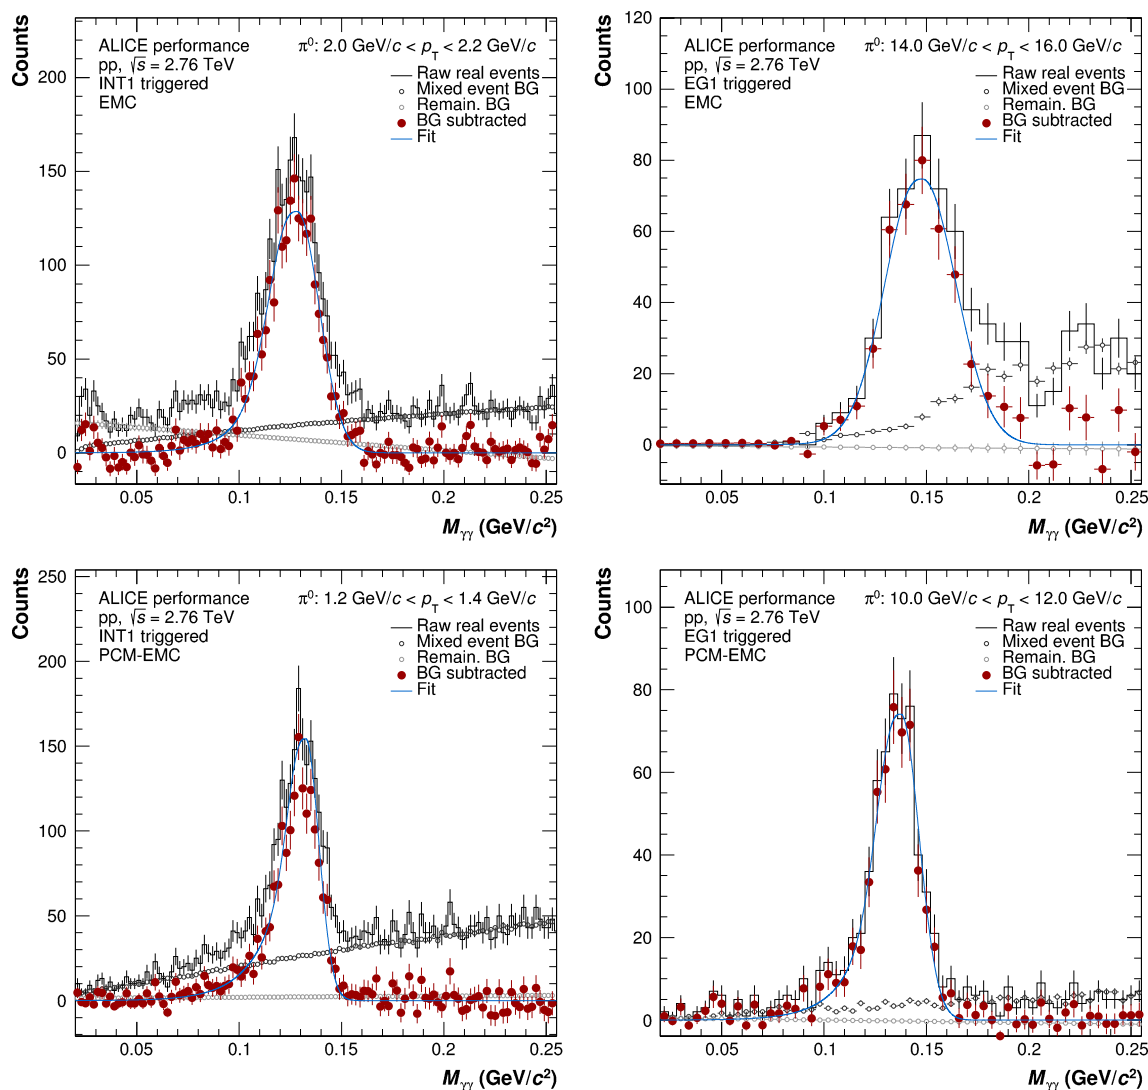 Counts
200
150
100
50
0
ALICE performance
pp, √s = 2.76 TeV
INT1 triggered
EMC
π⁰: 2.0 GeV/c < pT < 2.2 GeV/c
Raw real events
Mixed event BG
Remain. BG
BG subtracted
Fit
0.05 0.1 0.15 0.2 0.25
Mγγ (GeV/c²)
Counts
120
100
80
60
40
20
0
ALICE performance
pp, √s = 2.76 TeV
EG1 triggered
EMC
π⁰: 14.0 GeV/c < pT < 16.0 GeV/c
Raw real events
Mixed event BG
Remain. BG
BG subtracted
Fit
0.05 0.1 0.15 0.2 0.25
Mγγ (GeV/c²)
Counts
250
200
150
100
50
0
ALICE performance
pp, √s = 2.76 TeV
INT1 triggered
PCM-EMC
π⁰: 1.2 GeV/c < pT < 1.4 GeV/c
Raw real events
Mixed event BG
Remain. BG
BG subtracted
Fit
0.05 0.1 0.15 0.2 0.25
Mγγ (GeV/c²)
Counts
100
80
60
40
20
0
ALICE performance
pp, √s = 2.76 TeV
EG1 triggered
PCM-EMC
π⁰: 10.0 GeV/c < pT < 12.0 GeV/c
Raw real events
Mixed event BG
Remain. BG
BG subtracted
Fit
0.05 0.1 0.15 0.2 0.25
Mγγ (GeV/c²)